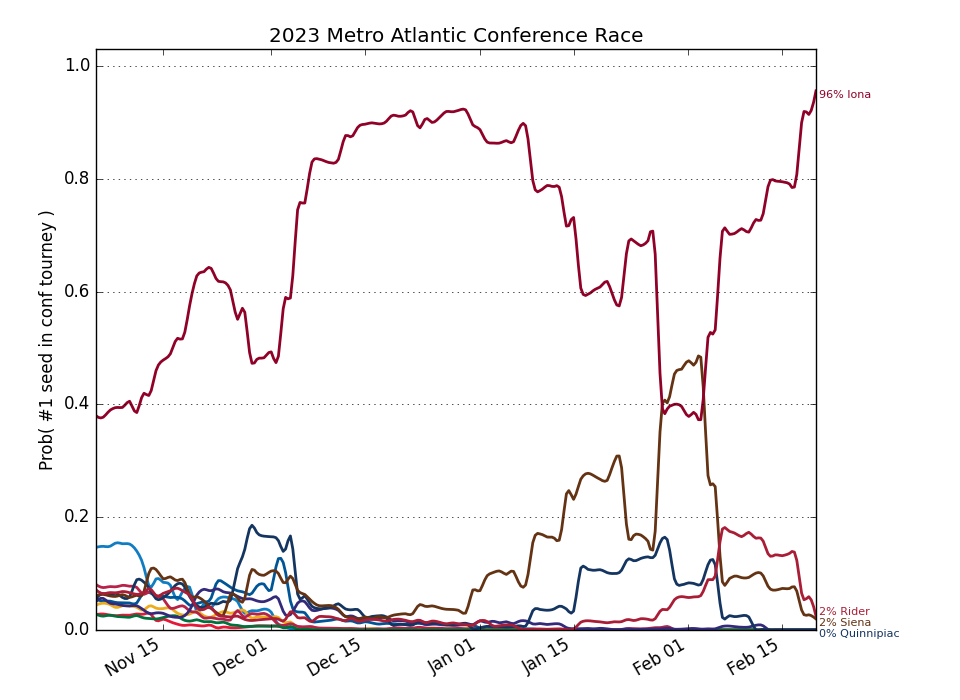 2023 Metro Atlantic Conference Race
Prob( #1 seed in conf tourney )
1.0
0.8
0.6
0.4
0.2
0.0
96% Iona
2% Rider
2% Siena
0% Quinnipiac
Nov 15
Dec 01
Dec 15
Jan 01
Jan 15
Feb 01
Feb 15